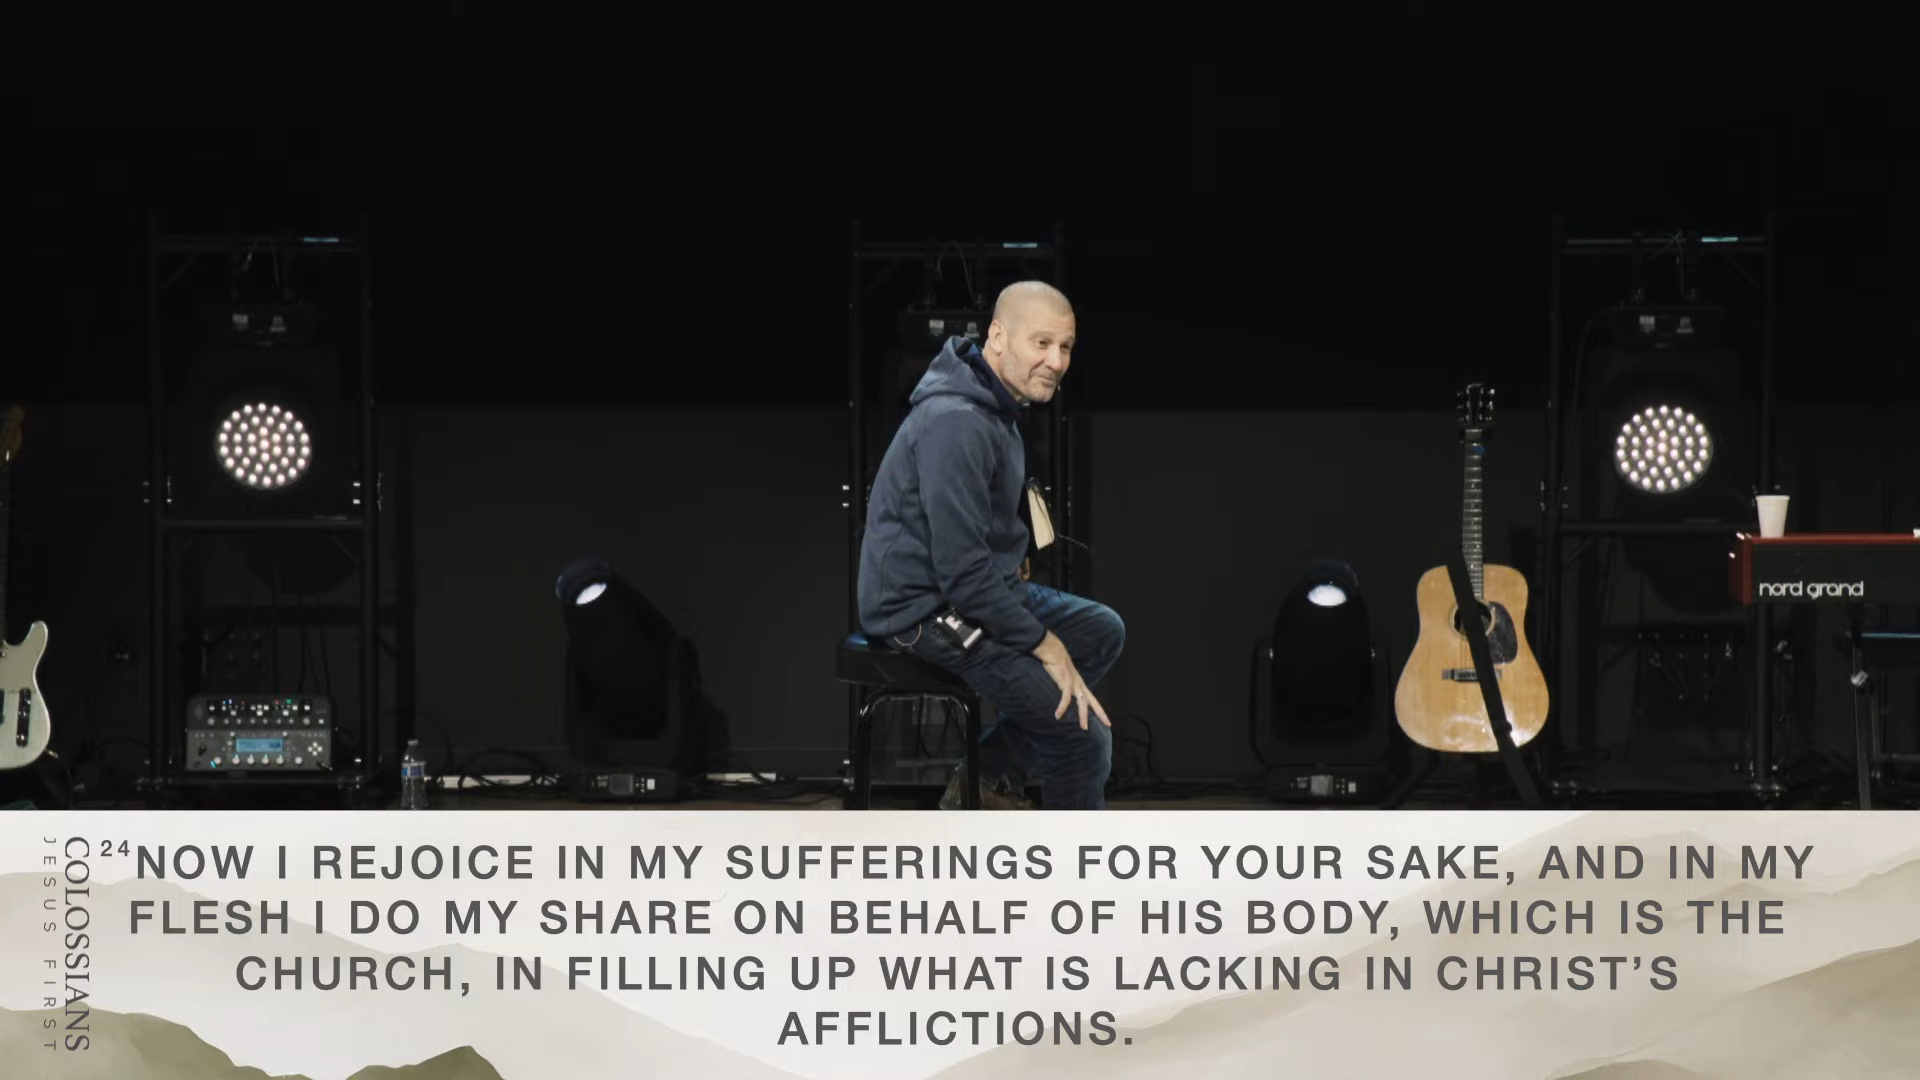 nord grand
COLOSSIANS
JESUS FIRST
24NOW I REJOICE IN MY SUFFERINGS FOR YOUR SAKE, AND IN MY
FLESH I DO MY SHARE ON BEHALF OF HIS BODY, WHICH IS THE
CHURCH, IN FILLING UP WHAT IS LACKING IN CHRIST’S
AFFLICTIONS.